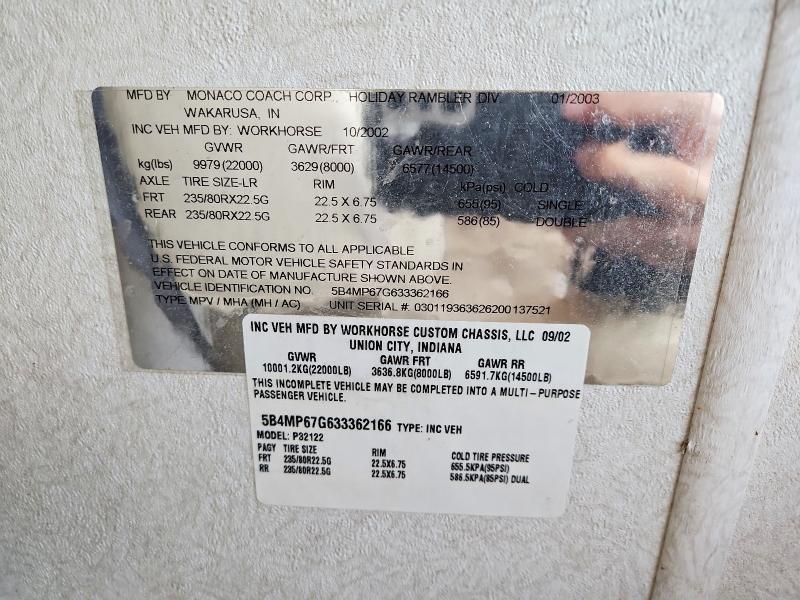 MFD BY MONACO COACH CORP., HOLIDAY RAMBLER DIV 01/2003
WAKARUSA, IN
INC VEH MFD BY: WORKHORSE 10/2002
GVWR GAWR/FRT GAWR/REAR
kg(lbs) 9979(22000) 3629(8000) 6577(14500)
AXLE TIRE SIZE-LR RIM kPa(psi) COLD
FRT 235/80RX22.5G 22.5 X 6.75 655(95) SINGLE
REAR 235/80RX22.5G 22.5 X 6.75 586(85) DOUBLE
THIS VEHICLE CONFORMS TO ALL APPLICABLE
U.S. FEDERAL MOTOR VEHICLE SAFETY STANDARDS IN
EFFECT ON DATE OF MANUFACTURE SHOWN ABOVE.
VEHICLE IDENTIFICATION NO. 5B4MP67G633362166
TYPE: MPV / MHA (MH / AC) UNIT SERIAL #: 030119363626200137521
INC VEH MFD BY WORKHORSE CUSTOM CHASSIS, LLC 09/02
UNION CITY, INDIANA
GVWR GAWR FRT GAWR RR
10001.2KG(22000LB) 3636.8KG(8000LB) 6591.7KG(14500LB)
THIS INCOMPLETE VEHICLE MAY BE COMPLETED INTO A MULTI-PURPOSE
PASSENGER VEHICLE.
5B4MP67G633362166 TYPE: INC VEH
MODEL: P32122
PAGY TIRE SIZE RIM COLD TIRE PRESSURE
FRT 235/80R22.5G 22.5X6.75 655.5KPA(95PSI)
RR 235/80R22.5G 22.5X6.75 586.5KPA(85PSI) DUAL